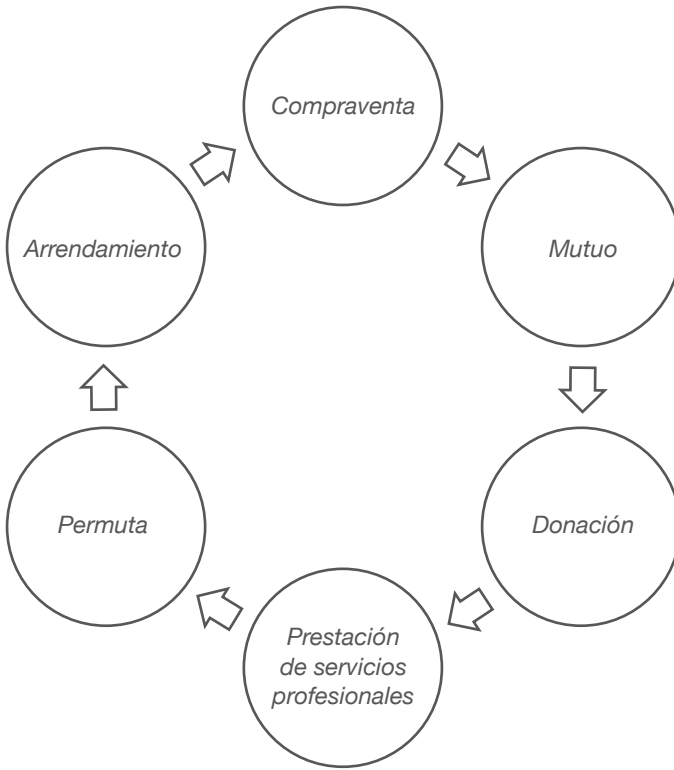 Compraventa
Mutuo
Donación
Prestación
de servicios
profesionales
Permuta
Arrendamiento